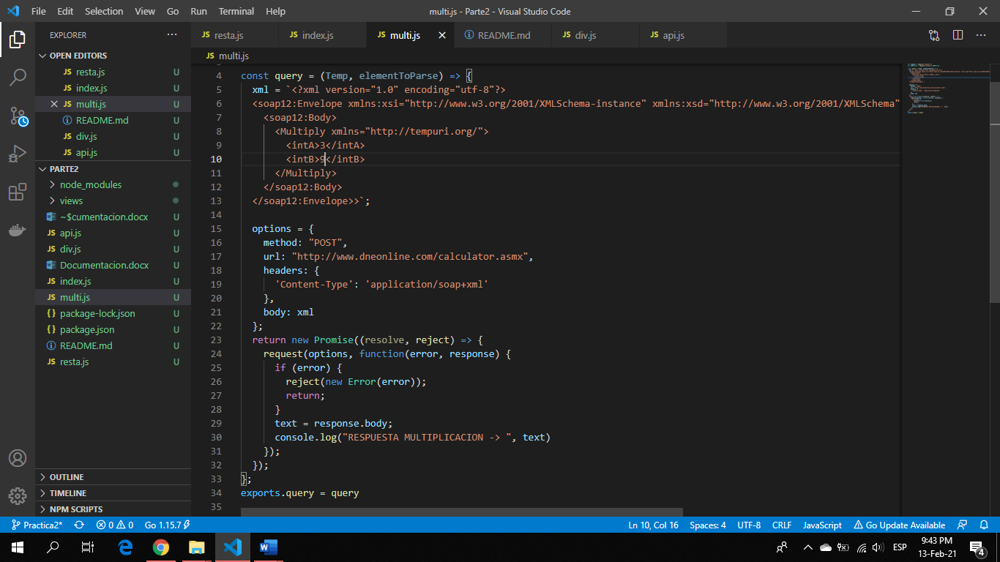 File Edit Selection View Go Run Terminal Help
multi.js - Parte2 - Visual Studio Code
EXPLORER
OPEN EDITORS
JS resta.js U
JS index.js U
JS multi.js U
README.md U
JS div.js U
JS api.js U
PARTE2
node_modules
views
~$cumentacion.docx U
JS api.js U
JS div.js U
Documentacion.docx U
JS index.js U
JS multi.js U
{} package-lock.json U
{} package.json U
README.md U
JS resta.js U
OUTLINE
TIMELINE
NPM SCRIPTS
JS resta.js JS index.js JS multi.js README.md JS div.js JS api.js
JS multi.js
4 const query = (Temp, elementToParse) => {
5 xml = `<?xml version="1.0" encoding="utf-8"?>
6 <soap12:Envelope xmlns:xsi="http://www.w3.org/2001/XMLSchema-instance" xmlns:xsd="http://www.w3.org/2001/XMLSchema"
7 <soap12:Body>
8 <Multiply xmlns="http://tempuri.org/">
9 <intA>3</intA>
10 <intB>9</intB>
11 </Multiply>
12 </soap12:Body>
13 </soap12:Envelope>>`;
14
15 options = {
16 method: "POST",
17 url: "http://www.dneonline.com/calculator.asmx",
18 headers: {
19 'Content-Type': 'application/soap+xml'
20 },
21 body: xml
22 };
23 return new Promise((resolve, reject) => {
24 request(options, function(error, response) {
25 if (error) {
26 reject(new Error(error));
27 return;
28 }
29 text = response.body;
30 console.log("RESPUESTA MULTIPLICACION -> ", text)
31 });
32 });
33 };
34 exports.query = query
35
Practica2* 0 0 Go 1.15.7 Ln 10, Col 16 Spaces: 4 UTF-8 CRLF JavaScript Go Update Available
ESP
9:43 PM
13-Feb-21
4